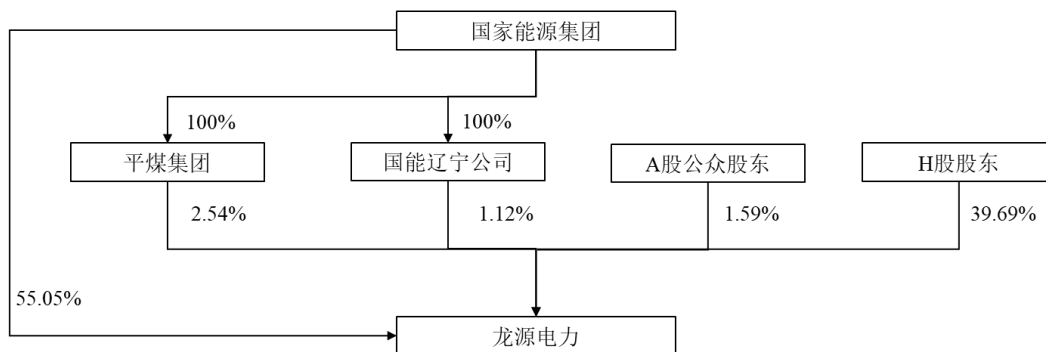 国家能源集团
100%
100%
平煤集团
国能辽宁公司
A股公众股东
H股股东
2.54%
1.12%
1.59%
39.69%
55.05%
龙源电力